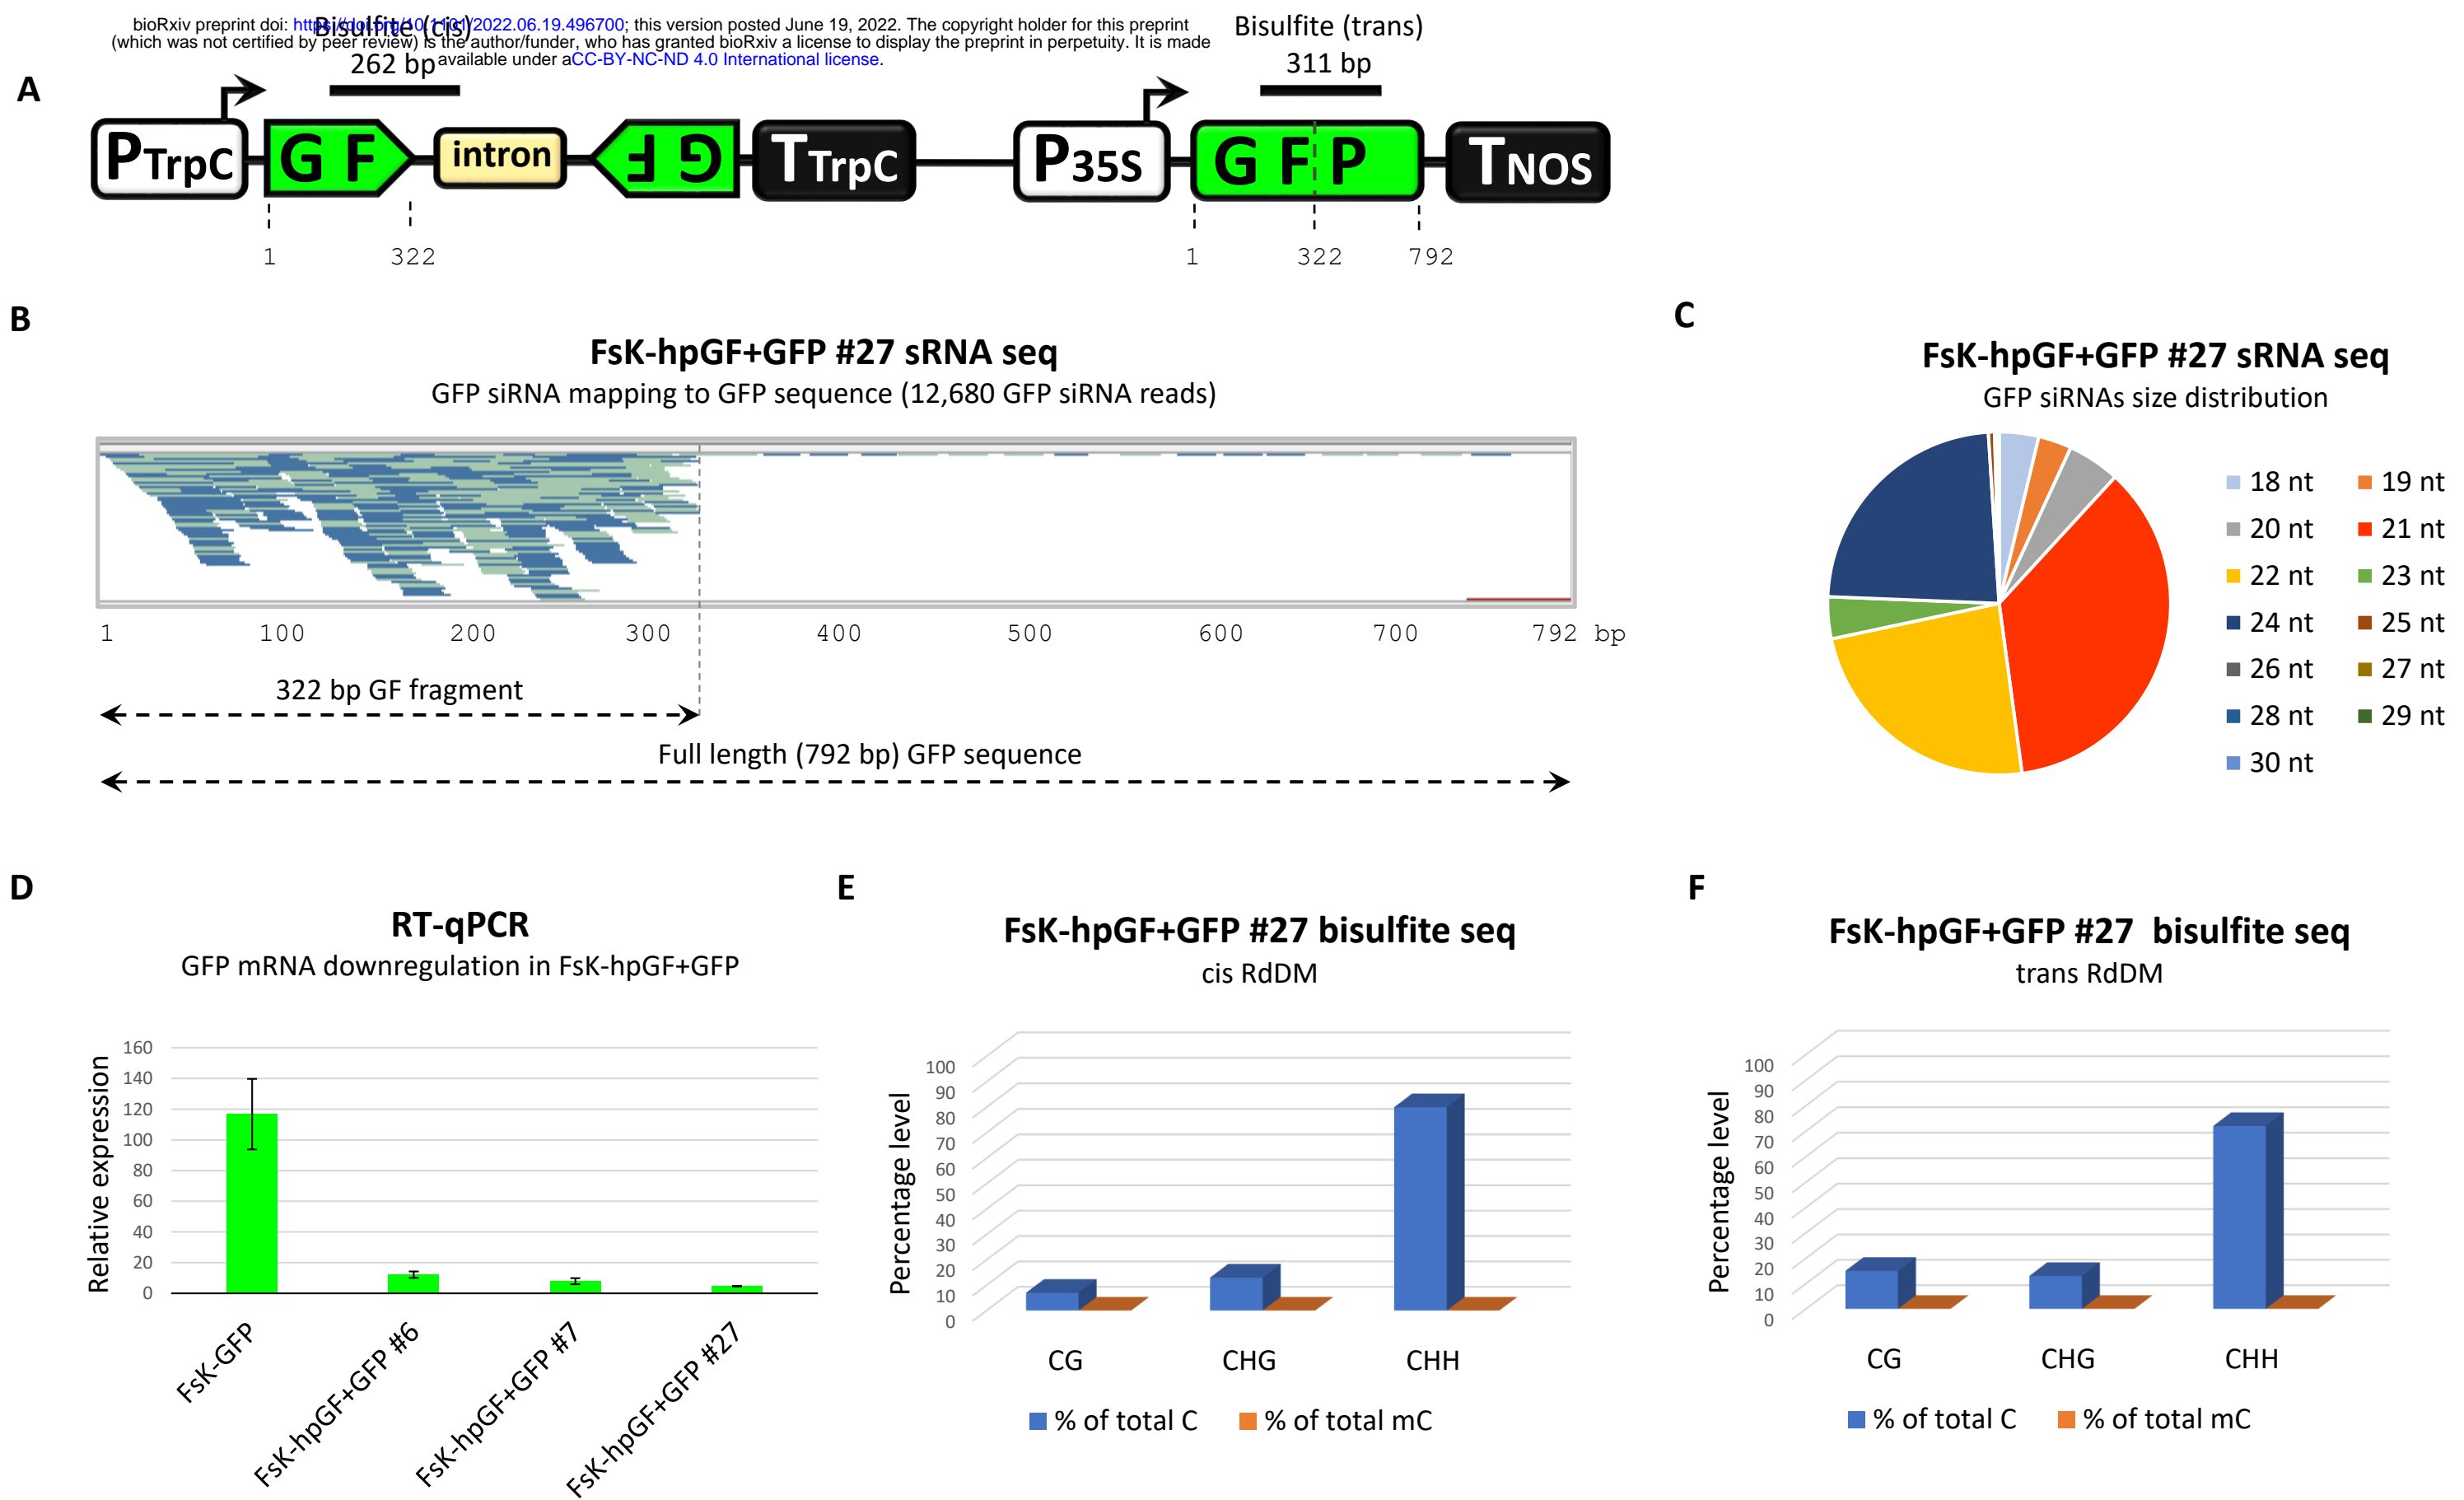 bioRxiv preprint doi: https://doi.org/10.1101/2022.06.19.496700; this version posted June 19, 2022. The copyright holder for this preprint
(which was not certified by peer review) is the author/funder, who has granted bioRxiv a license to display the preprint in perpetuity. It is made
available under aCC-BY-NC-ND 4.0 International license.
Bisulfite (cis)
262 bp
Bisulfite (trans)
311 bp
A
PTrpC
G F
intron
G F
TTrpC
P35S
G F P
TNOS
1
322
1
322
792
B
FsK-hpGF+GFP #27 sRNA seq
GFP siRNA mapping to GFP sequence (12,680 GFP siRNA reads)
1 100 200 300 400 500 600 700 792 bp
322 bp GF fragment
Full length (792 bp) GFP sequence
C
FsK-hpGF+GFP #27 sRNA seq
GFP siRNAs size distribution
18 nt 19 nt
20 nt 21 nt
22 nt 23 nt
24 nt 25 nt
26 nt 27 nt
28 nt 29 nt
30 nt
D
RT-qPCR
GFP mRNA downregulation in FsK-hpGF+GFP
Relative expression
160
140
120
100
80
60
40
20
0
FsK-GFP
FsK-hpGF+GFP #6
FsK-hpGF+GFP #7
FsK-hpGF+GFP #27
E
FsK-hpGF+GFP #27 bisulfite seq
cis RdDM
Percentage level
100
90
80
70
60
50
40
30
20
10
0
CG CHG CHH
% of total C % of total mC
F
FsK-hpGF+GFP #27 bisulfite seq
trans RdDM
Percentage level
100
90
80
70
60
50
40
30
20
10
0
CG CHG CHH
% of total C % of total mC